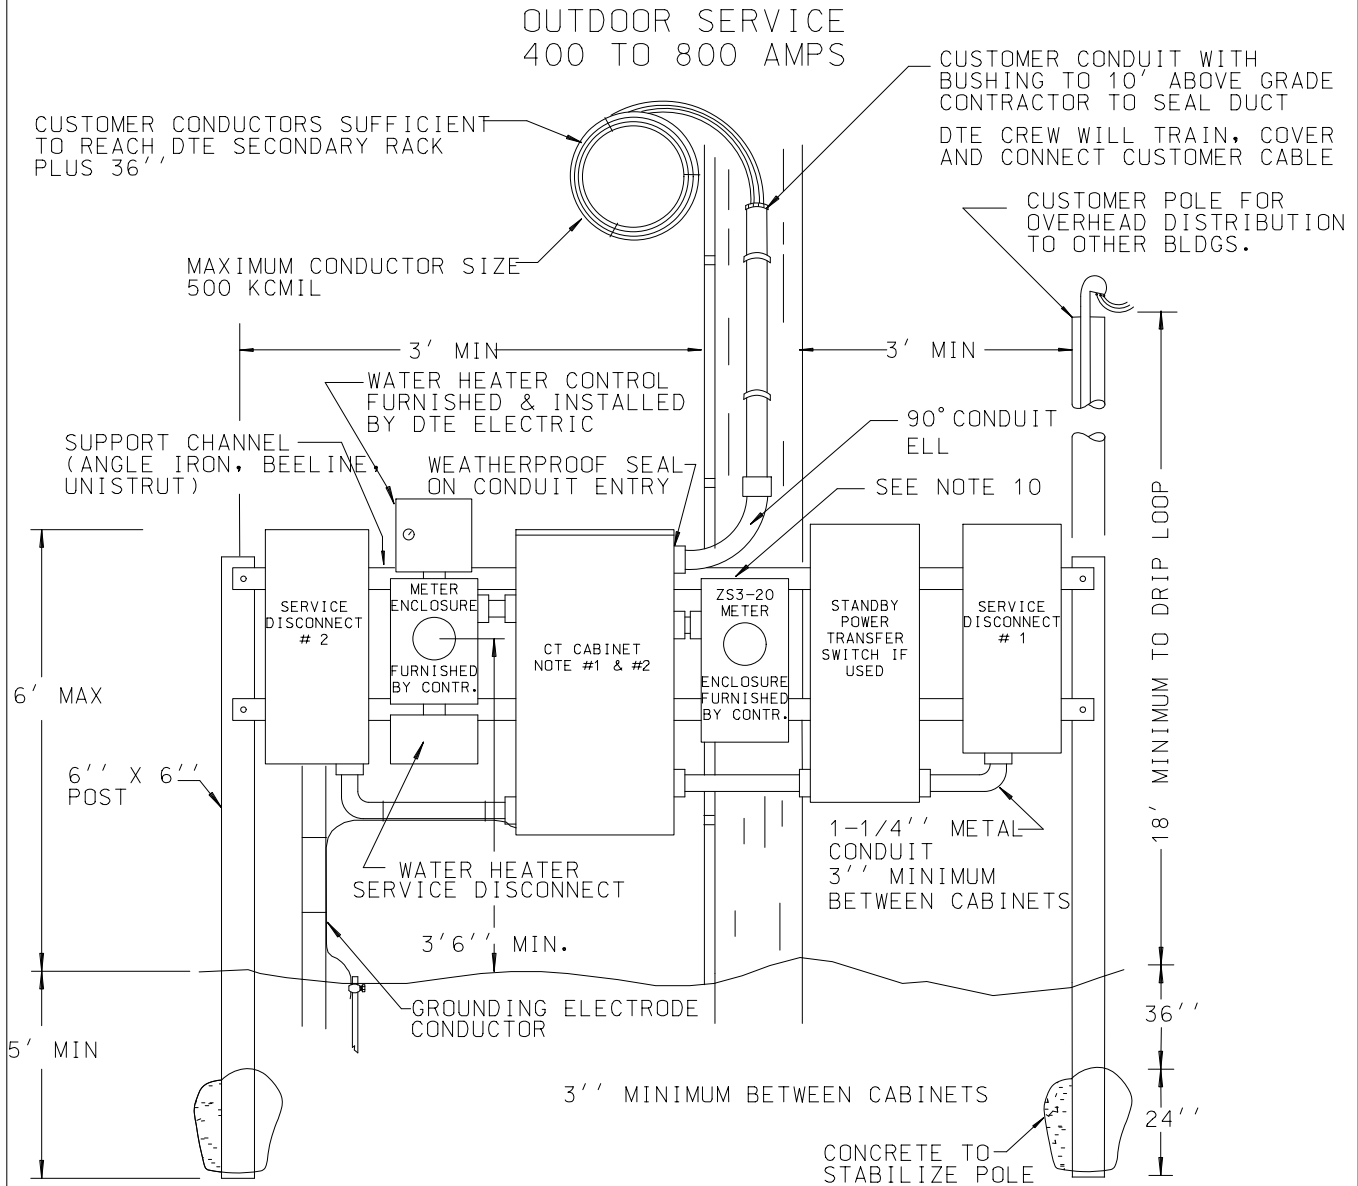 OUTDOOR SERVICE
400 TO 800 AMPS
CUSTOMER CONDUIT WITH
BUSHING TO 10' ABOVE GRADE
CONTRACTOR TO SEAL DUCT
DTE CREW WILL TRAIN, COVER
AND CONNECT CUSTOMER CABLE
CUSTOMER CONDUCTORS SUFFICIENT
TO REACH DTE SECONDARY RACK
PLUS 36''
CUSTOMER POLE FOR
OVERHEAD DISTRIBUTION
TO OTHER BLDGS.
MAXIMUM CONDUCTOR SIZE
500 KCMIL
3' MIN
3' MIN
WATER HEATER CONTROL
FURNISHED & INSTALLED
BY DTE ELECTRIC
90° CONDUIT
ELL
SUPPORT CHANNEL
(ANGLE IRON, BEELINE,
UNISTRUT)
WEATHERPROOF SEAL
ON CONDUIT ENTRY
SEE NOTE 10
18' MINIMUM TO DRIP LOOP
SERVICE
DISCONNECT
# 2
METER
ENCLOSURE
FURNISHED
BY CONTR.
CT CABINET
NOTE #1 & #2
ZS3-20
METER
ENCLOSURE
FURNISHED
BY CONTR.
STANDBY
POWER
TRANSFER
SWITCH IF
USED
SERVICE
DISCONNECT
# 1
6' MAX
6'' X 6''
POST
1-1/4'' METAL
CONDUIT
3'' MINIMUM
BETWEEN CABINETS
WATER HEATER
SERVICE DISCONNECT
3'6'' MIN.
GROUNDING ELECTRODE
CONDUCTOR
36''
5' MIN
3'' MINIMUM BETWEEN CABINETS
24''
CONCRETE TO
STABILIZE POLE